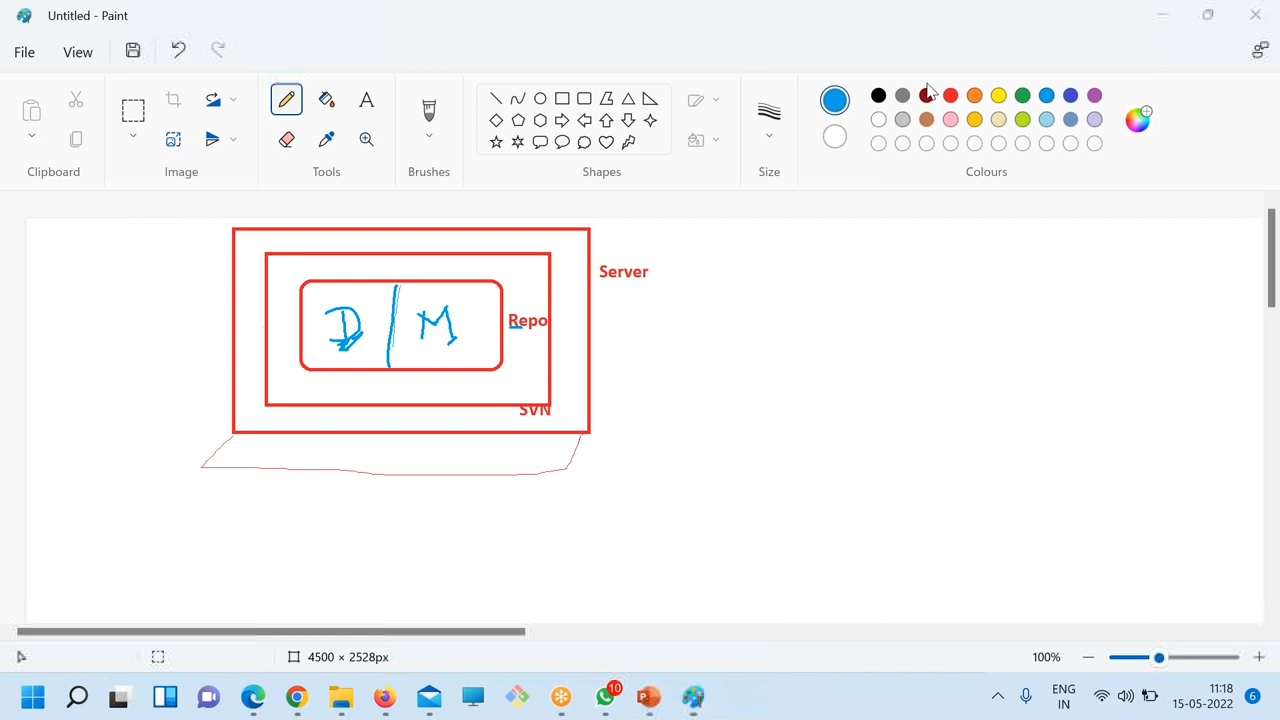 Untitled - Paint
File View
Clipboard
Image
Tools
Brushes
Shapes
Size
Colours
A
Server
D M
Repo
SVN
4500 × 2528px
100%
10
ENG
IN
11:18
15-05-2022
6